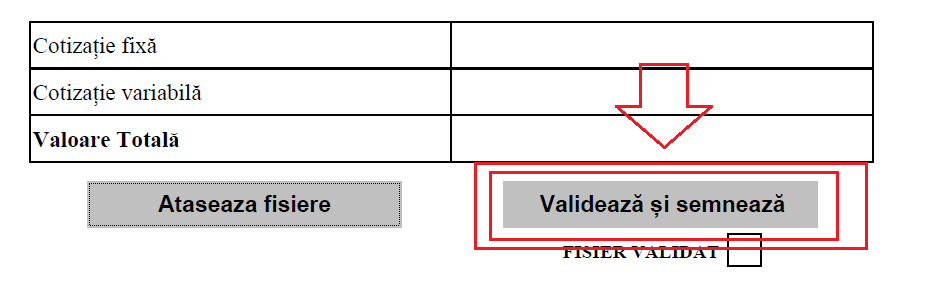 Cotizație fixă
Cotizație variabilă
Valoare Totală
Ataseaza fisiere
Validează și semnează
FISIER VALIDAT